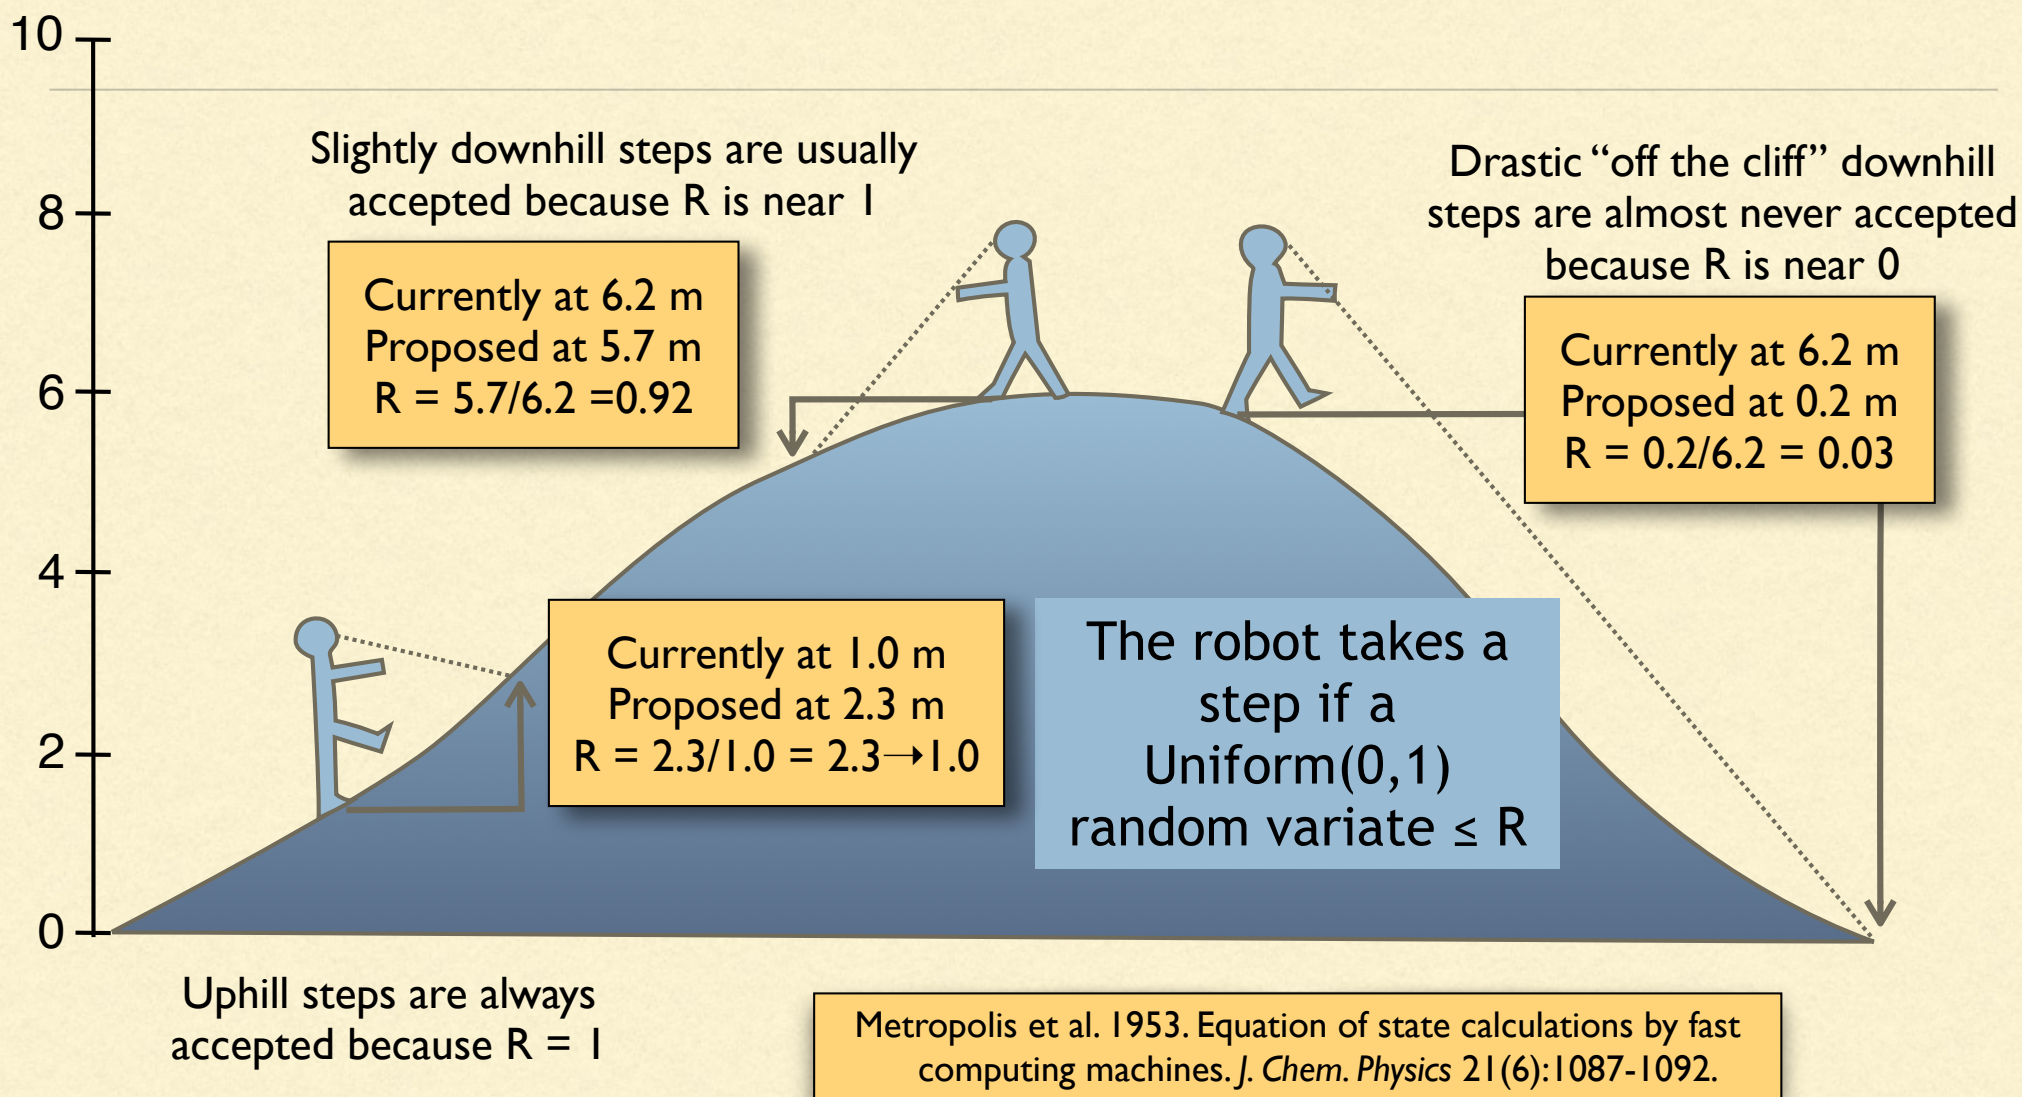 10
8
6
4
2
0
Slightly downhill steps are usually
accepted because R is near 1
Currently at 6.2 m
Proposed at 5.7 m
R = 5.7/6.2 =0.92
Drastic “off the cliff” downhill
steps are almost never accepted
because R is near 0
Currently at 6.2 m
Proposed at 0.2 m
R = 0.2/6.2 = 0.03
Currently at 1.0 m
Proposed at 2.3 m
R = 2.3/1.0 = 2.3→1.0
The robot takes a
step if a
Uniform(0,1)
random variate ≤ R
Uphill steps are always
accepted because R = 1
Metropolis et al. 1953. Equation of state calculations by fast
computing machines. J. Chem. Physics 21(6):1087-1092.